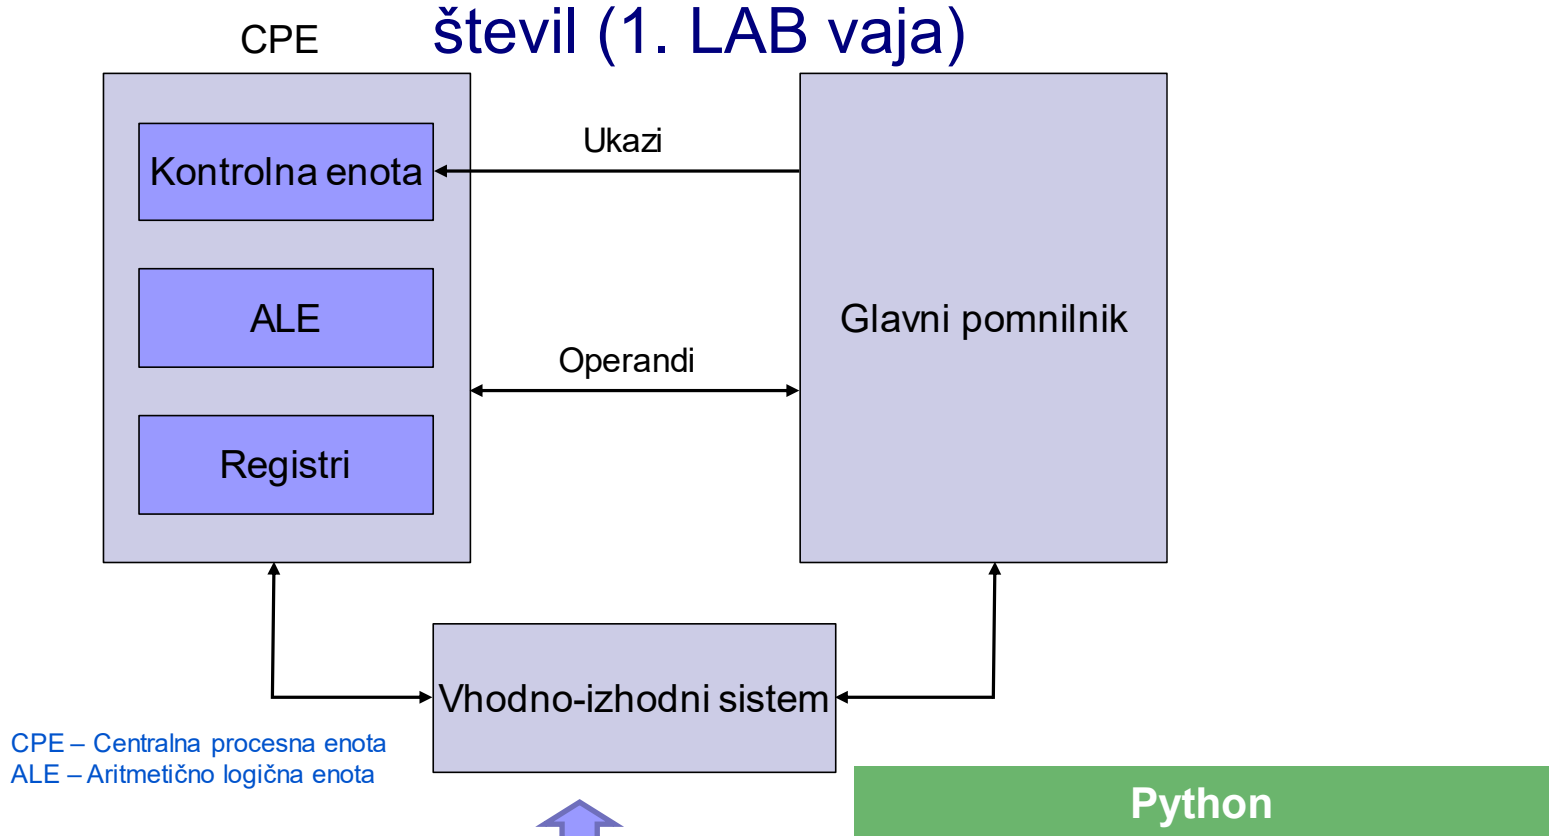 števil (1. LAB vaja)
CPE
Kontrolna enota
Ukazi
ALE
Glavni pomnilnik
Operandi
Registri
Vhodno-izhodni sistem
CPE – Centralna procesna enota
ALE – Aritmetično logična enota
Python